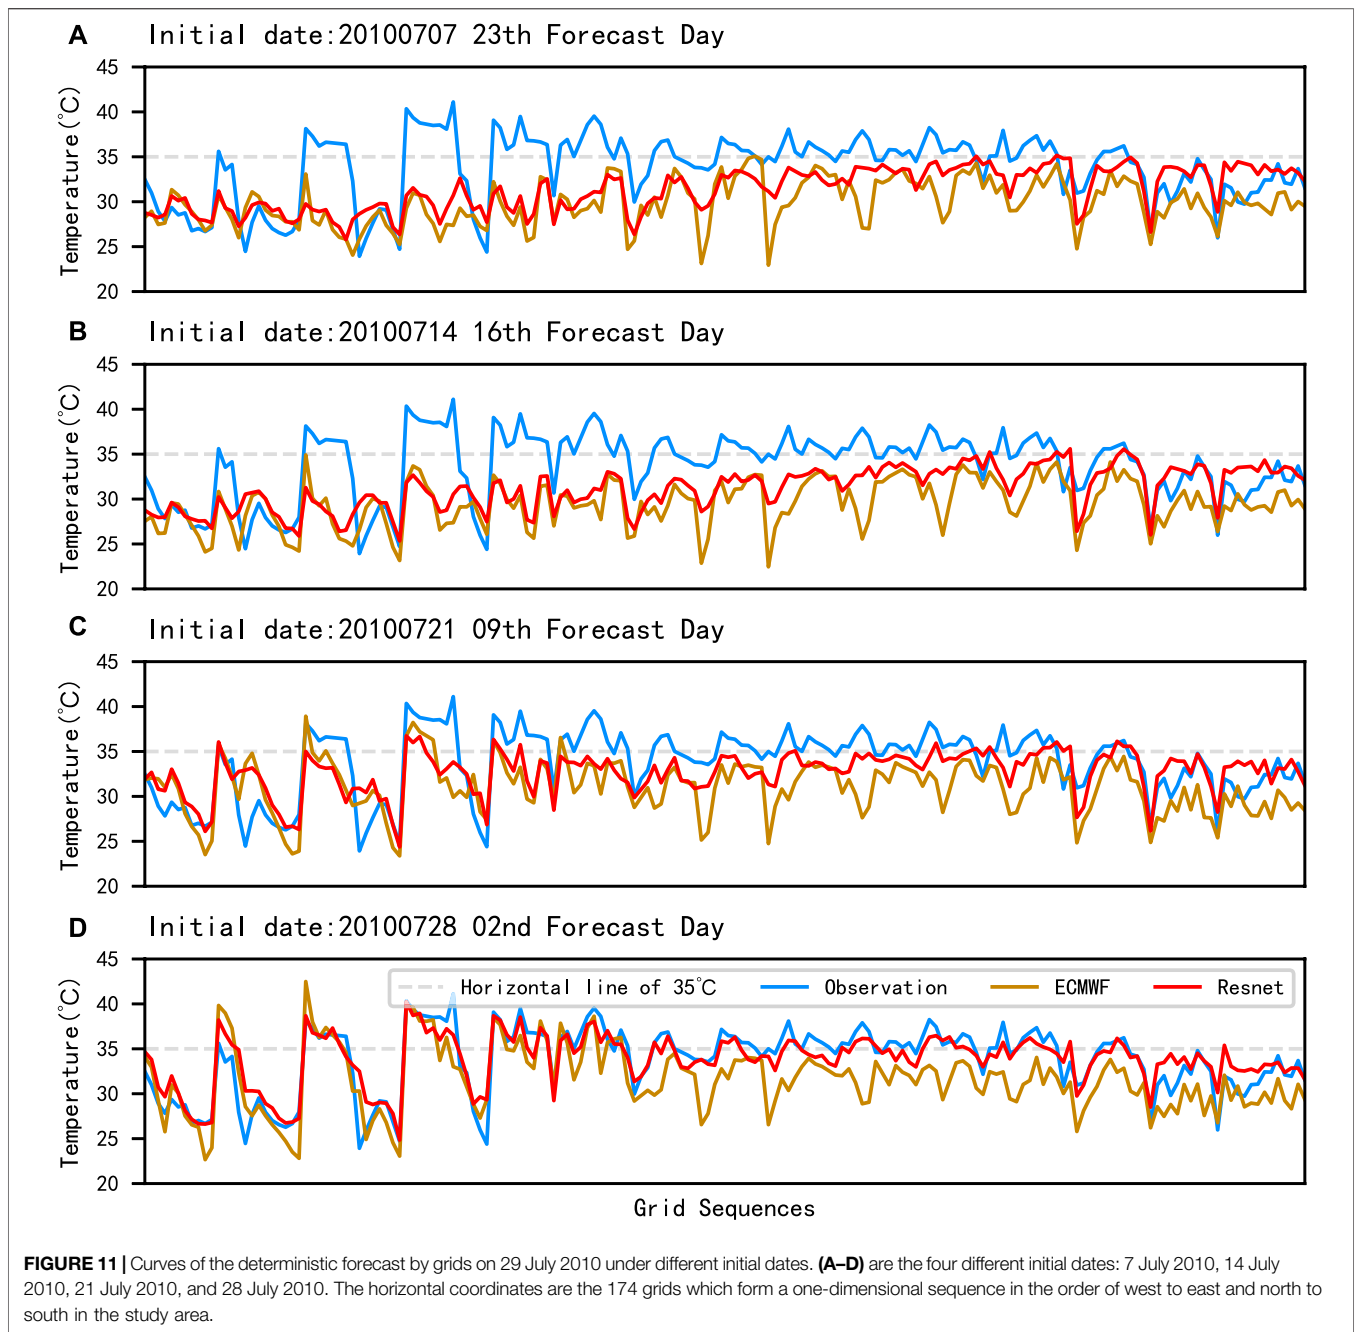 A Initial date:20100707 23th Forecast Day
45
40
35
30
25
20
Temperature(℃)
B Initial date:20100714 16th Forecast Day
45
40
35
30
25
20
Temperature(℃)
C Initial date:20100721 09th Forecast Day
45
40
35
30
25
20
Temperature(℃)
D Initial date:20100728 02nd Forecast Day
45
40
35
30
25
20
Temperature(℃)
Horizontal line of 35℃ Observation ECMWF Resnet
Grid Sequences
FIGURE 11 | Curves of the deterministic forecast by grids on 29 July 2010 under different initial dates. (A–D) are the four different initial dates: 7 July 2010, 14 July
2010, 21 July 2010, and 28 July 2010. The horizontal coordinates are the 174 grids which form a one-dimensional sequence in the order of west to east and north to
south in the study area.